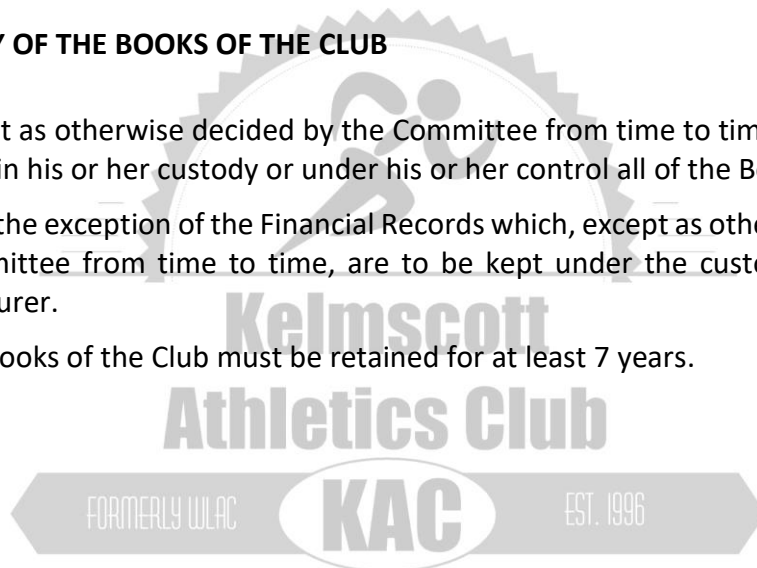 Y OF THE BOOKS OF THE CLUB
t as otherwise decided by the Committee from time to tim
in his or her custody or under his or her control all of the B
the exception of the Financial Records which, except as othe
mittee from time to time, are to be kept under the custo
urer.
ooks of the Club must be retained for at least 7 years.
Kelmscott
Athletics Club
FORMERLY WLAC
KAC
EST. 1996